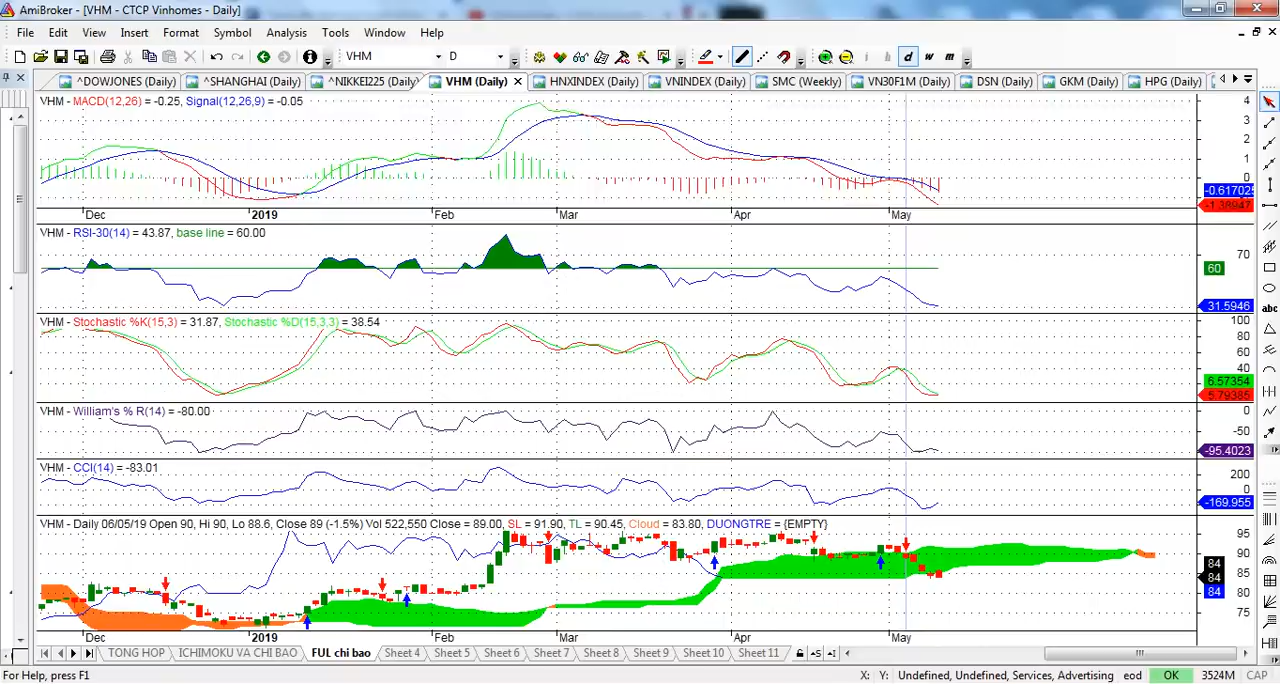 AmiBroker - [VHM - CTCP Vinhomes - Daily]
File Edit View Insert Format Symbol Analysis Tools Window Help
VHM D i h d w m
^DOWJONES (Daily) ^SHANGHAI (Daily) ^NIKKEI225 (Daily) VHM (Daily) HNXINDEX (Daily) VNINDEX (Daily) SMC (Weekly) VN30F1M (Daily) DSN (Daily) GKM (Daily) HPG (Daily)
VHM - MACD(12,26) = -0.25, Signal(12,26,9) = -0.05
4
3
2
1
0
-0.617025
-1.38947
Dec 2019 Feb Mar Apr May
VHM - RSI-30(14) = 43.87, base line = 60.00
70
60
31.5946
VHM - Stochastic %K(15,3) = 31.87, Stochastic %D(15,3,3) = 38.54
100
80
60
40
6.57354
5.79385
VHM - William's % R(14) = -80.00
0
-50
-95.4023
VHM - CCI(14) = -83.01
200
0
-169.955
VHM - Daily 06/05/19 Open 90, Hi 90, Lo 88.6, Close 89 (-1.5%) Vol 522,550 Close = 89.00, SL = 91.90, TL = 90.45, Cloud = 83.80, DUONGTRE = {EMPTY}
95
90
85
84
84
84
80
75
Dec 2019 Feb Mar Apr May
TONG HOP ICHIMOKU VA CHI BAO FUL chi bao Sheet 4 Sheet 5 Sheet 6 Sheet 7 Sheet 8 Sheet 9 Sheet 10 Sheet 11
For Help, press F1 X: Y: Undefined, Undefined, Services, Advertising eod OK 3524M CAP
abc